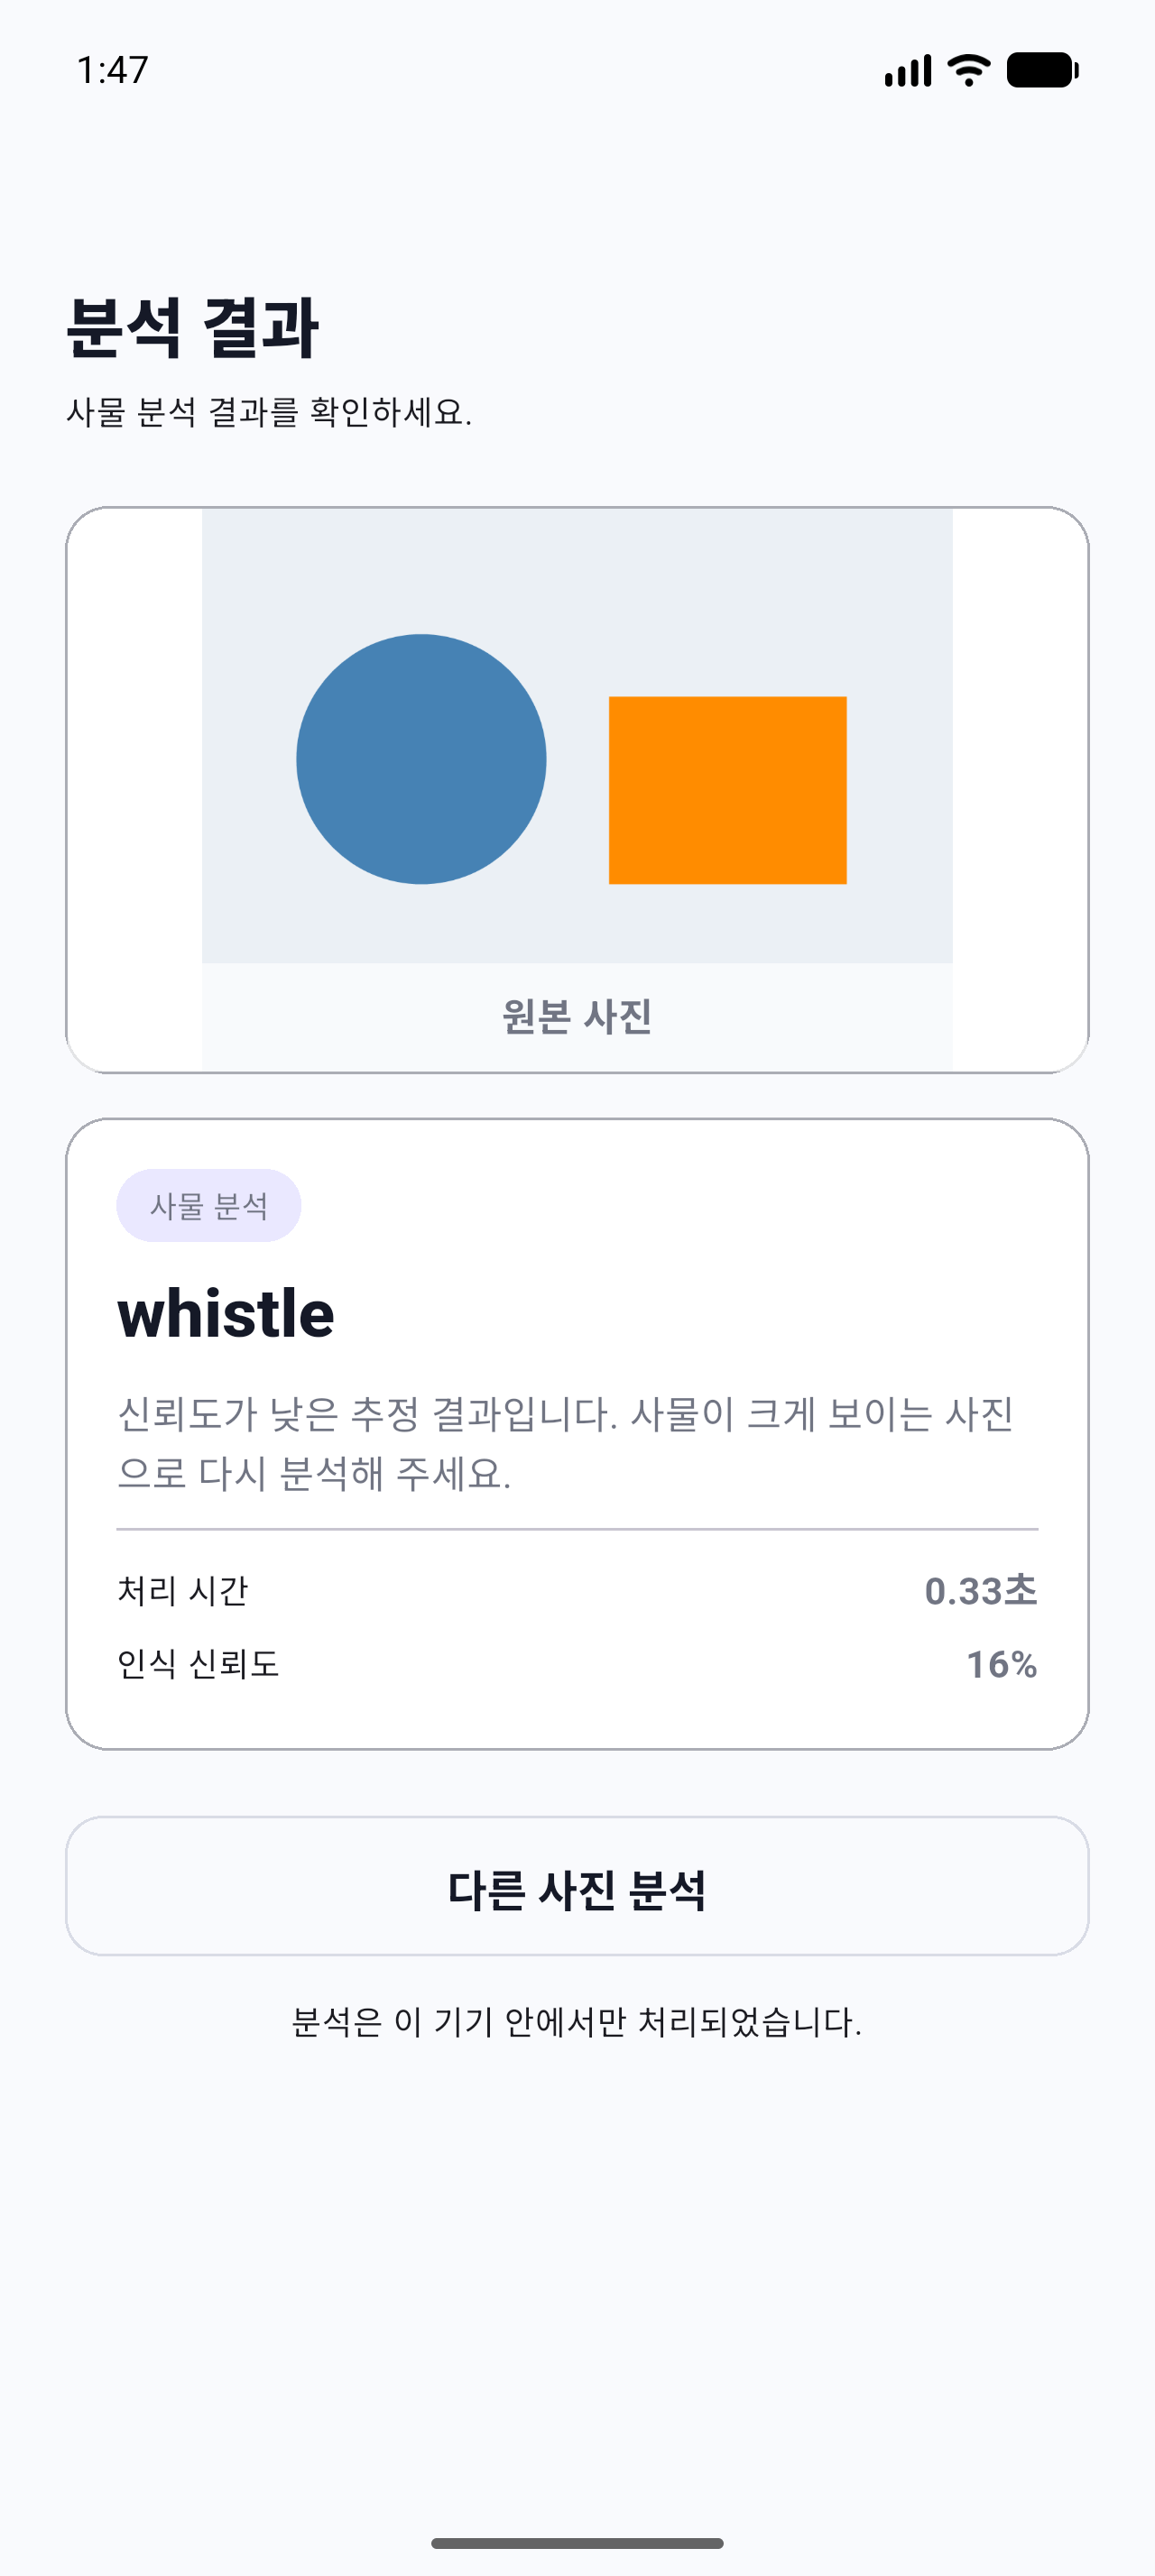 1:47
분석 결과
사물 분석 결과를 확인하세요.
원본 사진
사물 분석
whistle
신뢰도가 낮은 추정 결과입니다. 사물이 크게 보이는 사진
으로 다시 분석해 주세요.
처리 시간 0.33초
인식 신뢰도 16%
다른 사진 분석
분석은 이 기기 안에서만 처리되었습니다.